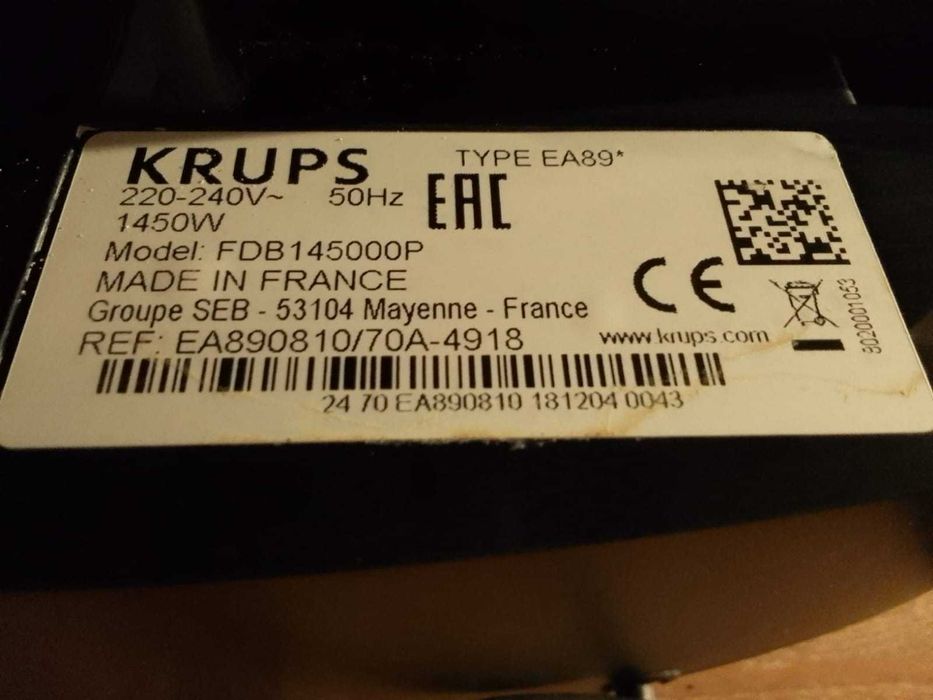 KRUPS
TYPE EA89*
220-240V~ 50Hz
EAC
1450W
Model: FDB145000P
MADE IN FRANCE
CE
Groupe SEB - 53104 Mayenne - France
REF: EA890810/70A-4918
www.krups.com
8020001053
24 70 EA890810 181204 0043